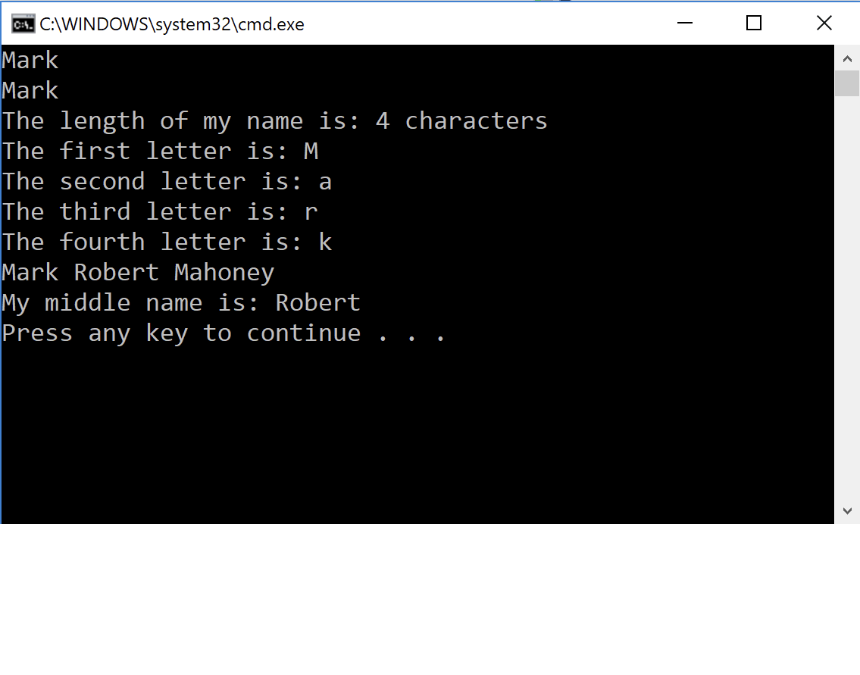 C:\WINDOWS\system32\cmd.exe
Mark
Mark
The length of my name is: 4 characters
The first letter is: M
The second letter is: a
The third letter is: r
The fourth letter is: k
Mark Robert Mahoney
My middle name is: Robert
Press any key to continue . . .